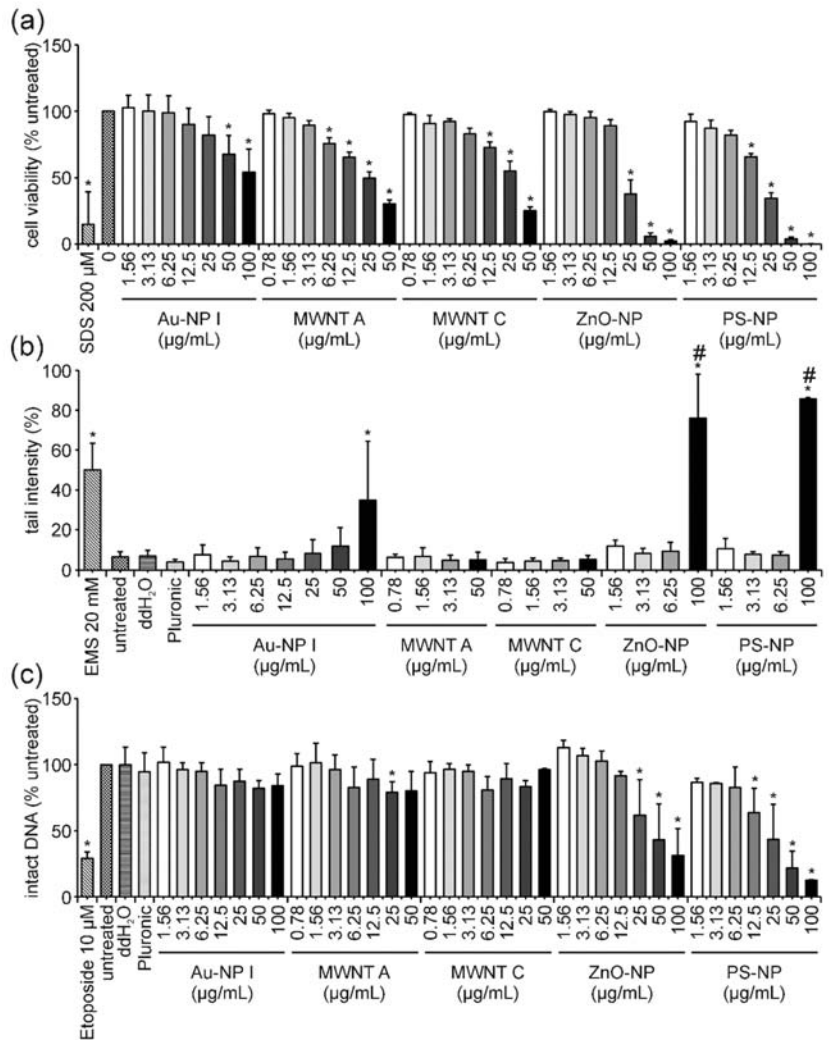 (a)
cell viability (% untreated)
150
100
50
0
*
* *
* * * *
* * *
* * *
* * * *
SDS 200 µM
0
1.56 3.13 6.25 12.5 25 50 100
0.78 1.56 3.13 6.25 12.5 25 50
0.78 1.56 3.13 6.25 12.5 25 50
1.56 3.13 6.25 12.5 25 50 100
1.56 3.13 6.25 12.5 25 50 100
Au-NP I MWNT A MWNT C ZnO-NP PS-NP
(µg/mL) (µg/mL) (µg/mL) (µg/mL) (µg/mL)
(b)
tail intensity (%)
100
80
60
40
20
0
*
*
#
*
#
*
EMS 20 mM
untreated
ddH₂O
Pluronic
1.56 3.13 6.25 12.5 25 50 100
0.78 1.56 3.13 50
0.78 1.56 3.13 50
1.56 3.13 6.25 100
1.56 3.13 6.25 100
Au-NP I MWNT A MWNT C ZnO-NP PS-NP
(µg/mL) (µg/mL) (µg/mL) (µg/mL) (µg/mL)
(c)
intact DNA (% untreated)
150
100
50
0
*
*
* * *
* * * *
Etoposide 10 µM
untreated
ddH₂O
Pluronic
1.56 3.13 6.25 12.5 25 50 100
0.78 1.56 3.13 6.25 12.5 25 50
0.78 1.56 3.13 6.25 12.5 25 50
1.56 3.13 6.25 12.5 25 50 100
1.56 3.13 6.25 12.5 25 50 100
Au-NP I MWNT A MWNT C ZnO-NP PS-NP
(µg/mL) (µg/mL) (µg/mL) (µg/mL) (µg/mL)